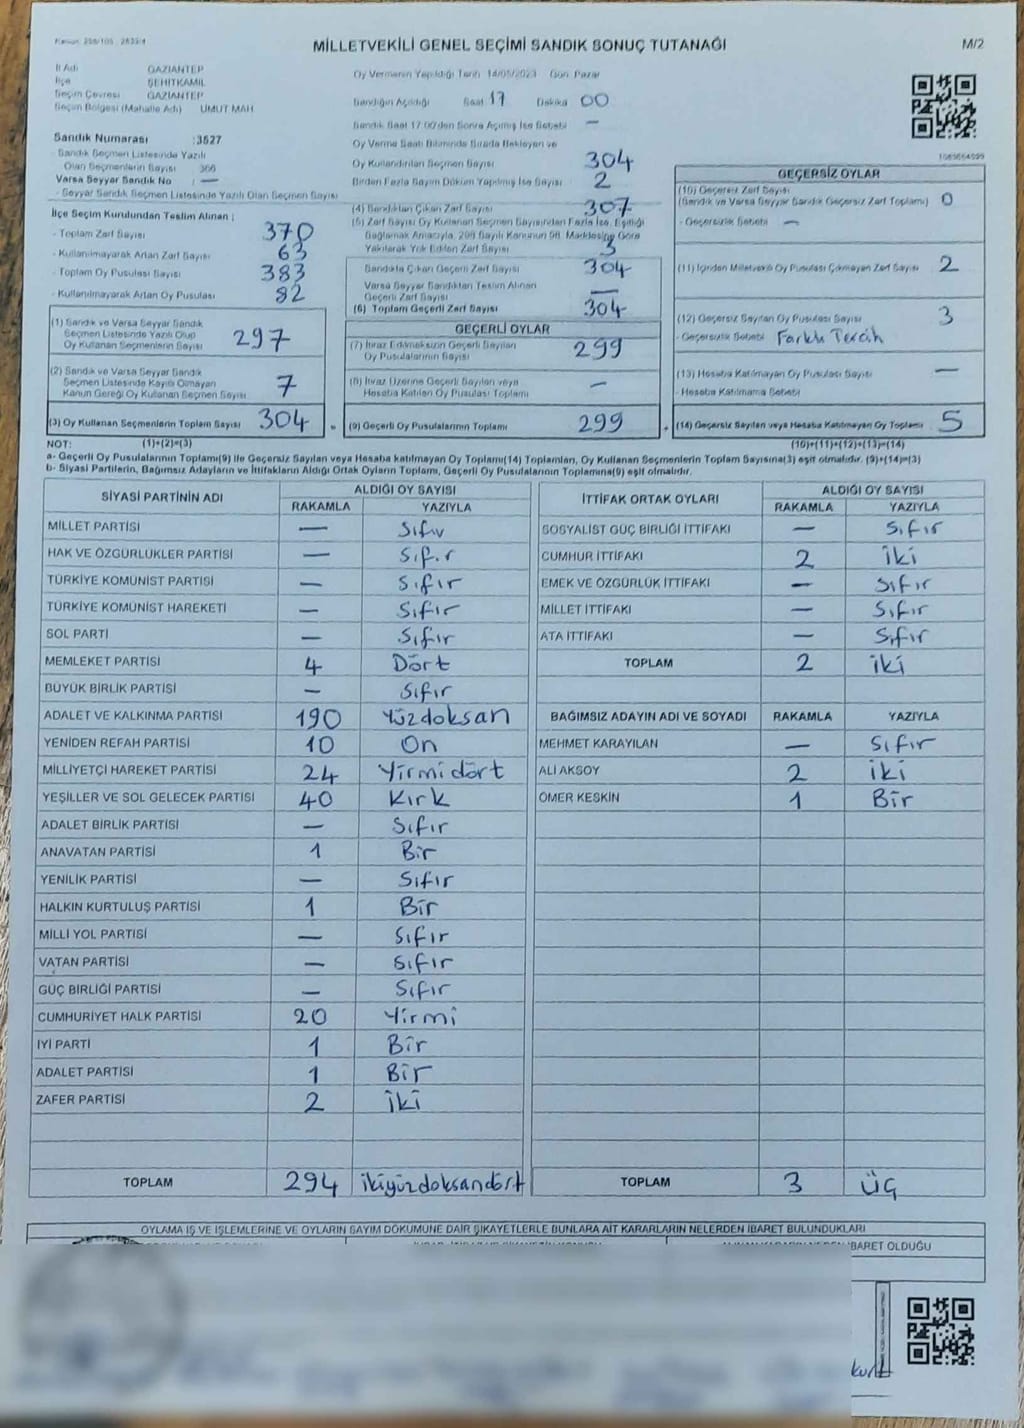 Kanun: 298/105 - 2839/4
MİLLETVEKİLİ GENEL SEÇİMİ SANDIK SONUÇ TUTANAĞI
M/2
İl Adı GAZİANTEP
İlçe ŞEHİTKAMİL
Seçim Çevresi GAZİANTEP
Seçim Bölgesi (Mahalle Adı) UMUT MAH.
Sandık Numarası :3527
- Sandık Seçmen Listesinde Yazılı
Olan Seçmenlerin Sayısı 366
Varsa Seyyar Sandık No : —
- Seyyar Sandık Seçmen Listesinde Yazılı Olan Seçmen Sayısı
İlçe Seçim Kurulundan Teslim Alınan ;
- Toplam Zarf Sayısı 370
- Kullanılmayarak Artan Zarf Sayısı 63
- Toplam Oy Pusulası Sayısı 383
- Kullanılmayarak Artan Oy Pusulası 82
(1) Sandık ve Varsa Seyyar Sandık
Seçmen Listesinde Yazılı Olup
Oy Kullanan Seçmenlerin Sayısı 297
(2) Sandık ve Varsa Seyyar Sandık
Seçmen Listesinde Kayıtlı Olmayan
Kanun Gereği Oy Kullanan Seçmen Sayısı 7
(3) Oy Kullanan Seçmenlerin Toplam Sayısı 304 =
Oy Vermenin Yapıldığı Tarih 14/05/2023 Gün: Pazar
Sandığın Açıldığı Saat 17 Dakika 00
Sandık Saat 17:00'den Sonra Açılmış İse Sebebi —
Oy Verme Saati Bitiminde Sırada Bekleyen ve
Oy Kullandırılan Seçmen Sayısı 304
Birden Fazla Sayım Döküm Yapılmış İse Sayısı 2
(4) Sandıktan Çıkan Zarf Sayısı 307
(5) Zarf Sayısı Oy Kullanan Seçmen Sayısından Fazla İse, Eşitliği
Sağlamak Amacıyla, 298 Sayılı Kanunun 98. Maddesine Göre
Yakılarak Yok Edilen Zarf Sayısı 3
Sandıkta Çıkan Geçerli Zarf Sayısı 304
Varsa Seyyar Sandıktan Teslim Alınan
Geçerli Zarf Sayısı —
(6) Toplam Geçerli Zarf Sayısı 304
GEÇERLİ OYLAR
(7) İtiraz Edilmeksizin Geçerli Sayılan
Oy Pusulalarının Sayısı 299
(8) İtiraz Üzerine Geçerli Sayılan veya
Hesaba Katılan Oy Pusulası Toplamı —
(9) Geçerli Oy Pusulalarının Toplamı 299 +
GEÇERSİZ OYLAR
(10) Geçersiz Zarf Sayısı
(Sandık ve Varsa Seyyar Sandık Geçersiz Zarf Toplamı) 0
- Geçersizlik Sebebi —
(11) İçinden Milletvekili Oy Pusulası Çıkmayan Zarf Sayısı 2
(12) Geçersiz Sayılan Oy Pusulası Sayısı 3
- Geçersizlik Sebebi Farklı Tercih
(13) Hesaba Katılmayan Oy Pusulası Sayısı —
- Hesaba Katılmama Sebebi
(14) Geçersiz Sayılan veya Hesaba Katılmayan Oy Toplamı 5
NOT: (1)+(2)=(3) (10)+(11)+(12)+(13)=(14)
a- Geçerli Oy Pusulalarının Toplamı(9) ile Geçersiz Sayılan veya Hesaba katılmayan Oy Toplamı(14) Toplamları, Oy Kullanan Seçmenlerin Toplam Sayısına(3) eşit olmalıdır. (9)+(14)=(3)
b- Siyasi Partilerin, Bağımsız Adayların ve İttifakların Aldığı Ortak Oyların Toplamı, Geçerli Oy Pusulalarının Toplamına(9) eşit olmalıdır.
SİYASİ PARTİNİN ADI ALDIĞI OY SAYISI
RAKAMLA YAZIYLA
MİLLET PARTİSİ — Sıfır
HAK VE ÖZGÜRLÜKLER PARTİSİ — Sıfır
TÜRKİYE KOMÜNİST PARTİSİ — Sıfır
TÜRKİYE KOMÜNİST HAREKETİ — Sıfır
SOL PARTİ — Sıfır
MEMLEKET PARTİSİ 4 Dört
BÜYÜK BİRLİK PARTİSİ — Sıfır
ADALET VE KALKINMA PARTİSİ 190 Yüzdoksan
YENİDEN REFAH PARTİSİ 10 On
MİLLİYETÇİ HAREKET PARTİSİ 24 Yirmidört
YEŞİLLER VE SOL GELECEK PARTİSİ 40 Kırk
ADALET BİRLİK PARTİSİ — Sıfır
ANAVATAN PARTİSİ 1 Bir
YENİLİK PARTİSİ — Sıfır
HALKIN KURTULUŞ PARTİSİ 1 Bir
MİLLİ YOL PARTİSİ — Sıfır
VATAN PARTİSİ — Sıfır
GÜÇ BİRLİĞİ PARTİSİ — Sıfır
CUMHURİYET HALK PARTİSİ 20 Yirmi
İYİ PARTİ 1 Bir
ADALET PARTİSİ 1 Bir
ZAFER PARTİSİ 2 İki
TOPLAM 294 ikiyüzdoksandört
İTTİFAK ORTAK OYLARI ALDIĞI OY SAYISI
RAKAMLA YAZIYLA
SOSYALİST GÜÇ BİRLİĞİ İTTİFAKI — Sıfır
CUMHUR İTTİFAKI 2 İki
EMEK VE ÖZGÜRLÜK İTTİFAKI — Sıfır
MİLLET İTTİFAKI — Sıfır
ATA İTTİFAKI — Sıfır
TOPLAM 2 İki
BAĞIMSIZ ADAYIN ADI VE SOYADI RAKAMLA YAZIYLA
MEHMET KARAYILAN — Sıfır
ALİ AKSOY 2 İki
ÖMER KESKİN 1 Bir
TOPLAM 3 Üç
OYLAMA İŞ VE İŞLEMLERİNE VE OYLARIN SAYIM DÖKÜMÜNE DAİR ŞİKAYETLERLE BUNLARA AİT KARARLARIN NELERDEN İBARET BULUNDUKLARI
İBARET OLDUĞU